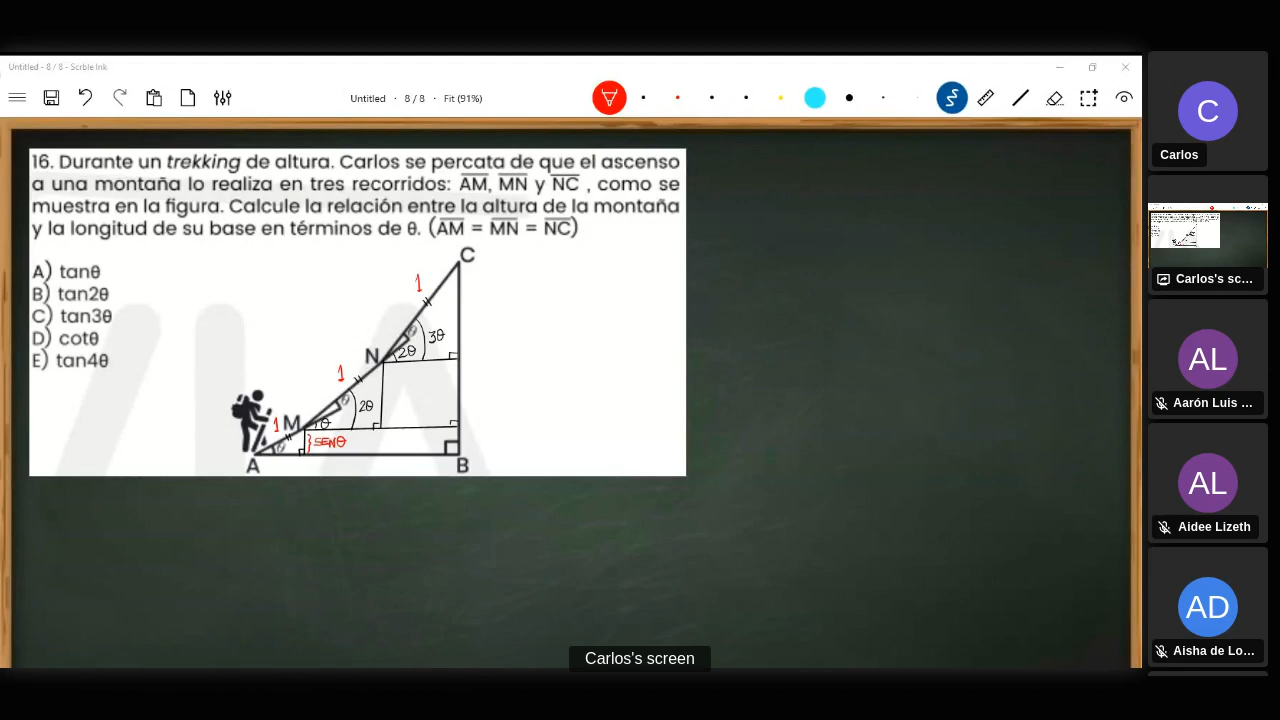 Untitled - 8 / 8 - Scrble Ink
Untitled · 8 / 8 · Fit (91%)
16. Durante un trekking de altura. Carlos se percata de que el ascenso
a una montaña lo realiza en tres recorridos: AM, MN y NC , como se
muestra en la figura. Calcule la relación entre la altura de la montaña
y la longitud de su base en términos de θ. (AM = MN = NC)
A) tanθ
B) tan2θ
C) tan3θ
D) cotθ
E) tan4θ
C
1
θ
3θ
N
2θ
1
θ
2θ
M
θ
1
θ
SENθ
A
B
C
Carlos
Carlos's sc...
AL
Aarón Luis ...
AL
Aidee Lizeth
AD
Aisha de Lo...
Carlos's screen